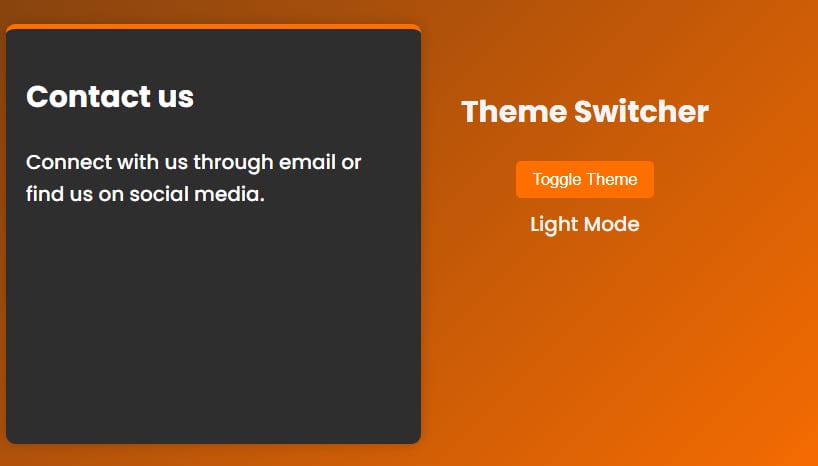 Contact us
Connect with us through email or
find us on social media.
Theme Switcher
Toggle Theme
Light Mode